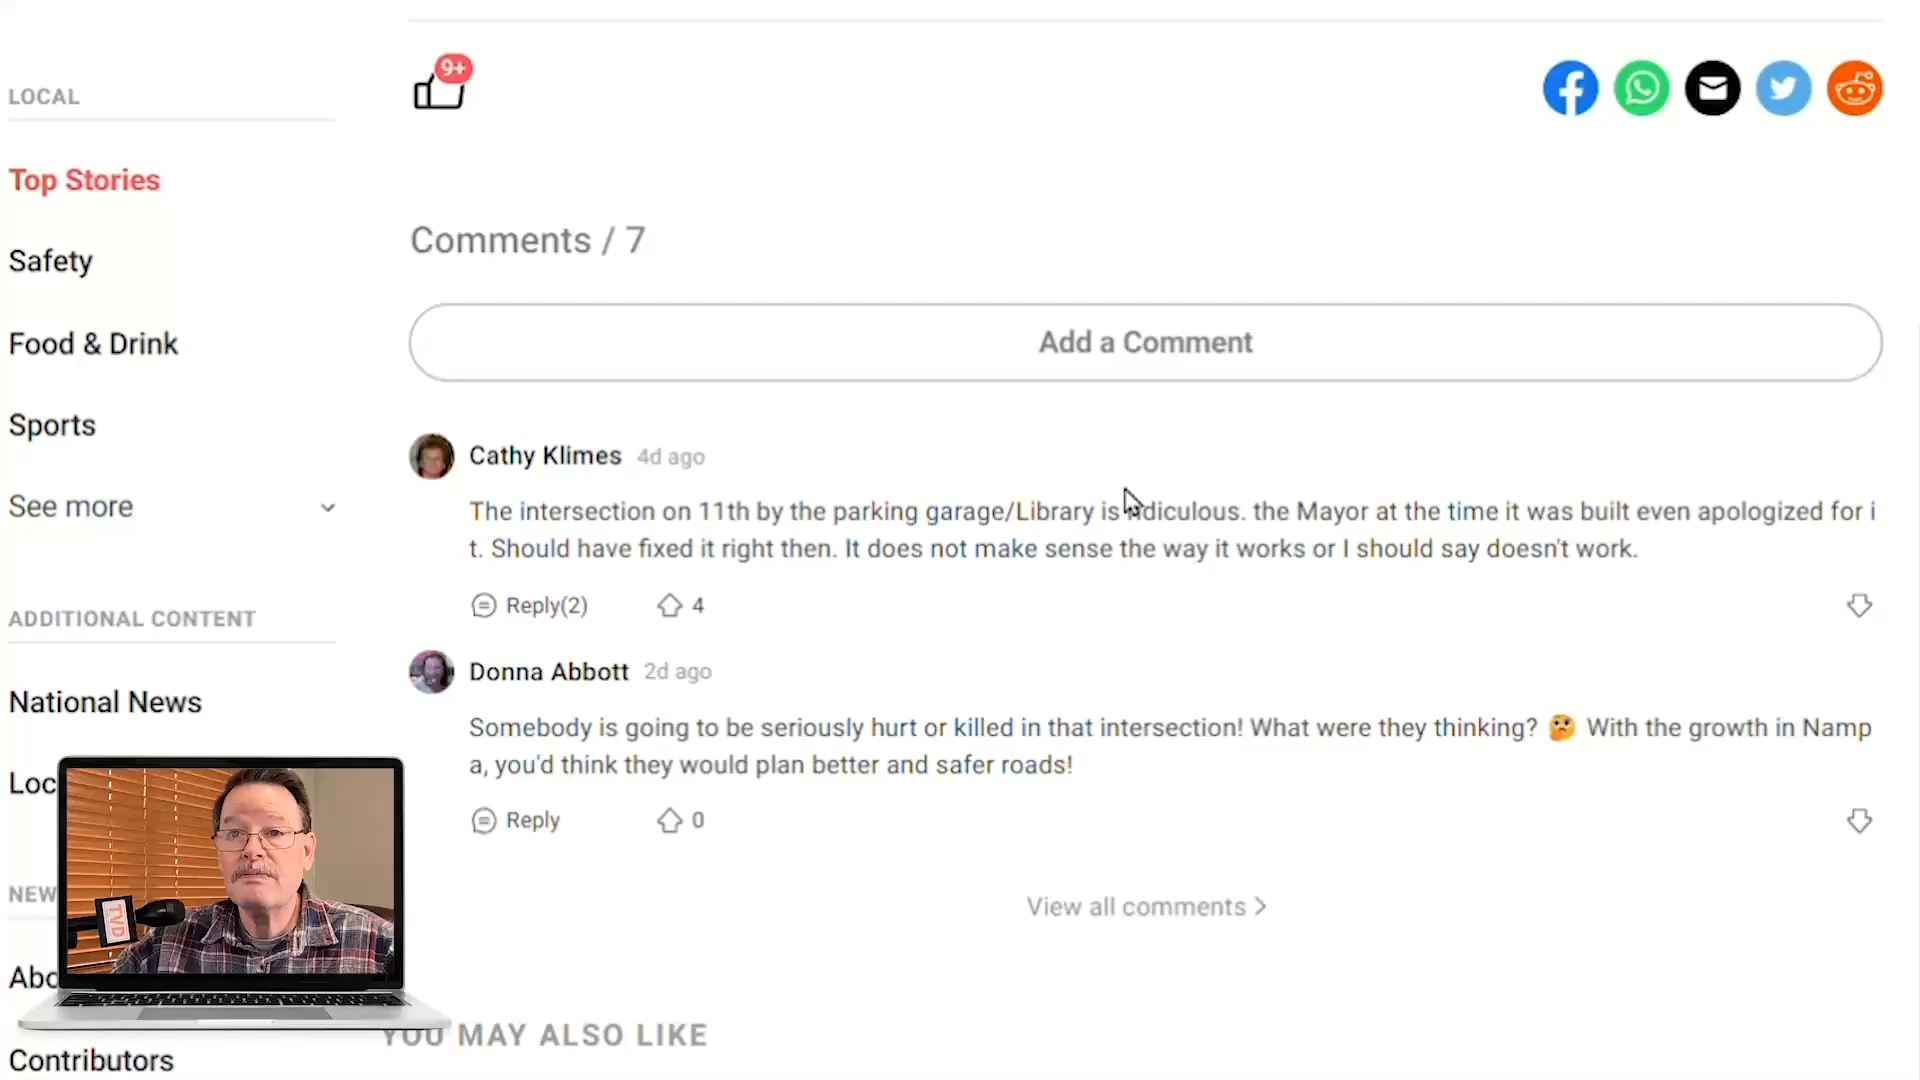 9+
LOCAL
Top Stories
Safety
Food & Drink
Sports
See more
ADDITIONAL CONTENT
National News
Loc
NEW
Abo
Contributors
Comments / 7
Add a Comment
Cathy Klimes 4d ago
The intersection on 11th by the parking garage/Library is ridiculous. the Mayor at the time it was built even apologized for i
t. Should have fixed it right then. It does not make sense the way it works or I should say doesn't work.
Reply(2) 4
Donna Abbott 2d ago
Somebody is going to be seriously hurt or killed in that intersection! What were they thinking? 🤔 With the growth in Namp
a, you'd think they would plan better and safer roads!
Reply 0
View all comments >
YOU MAY ALSO LIKE
TVD